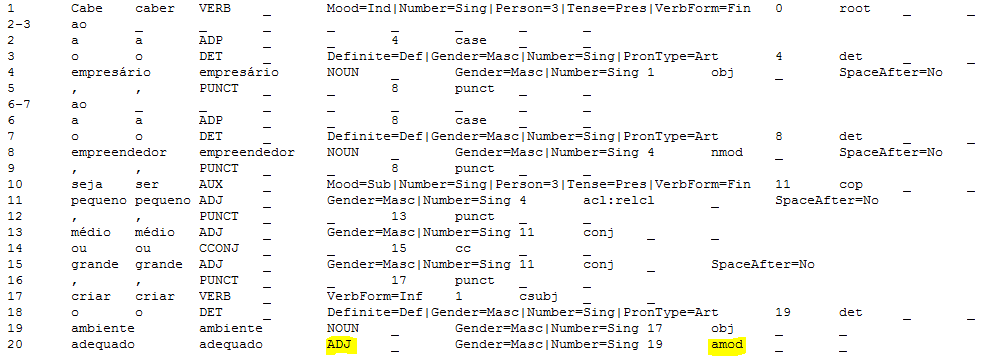 1 Cabe caber VERB _ Mood=Ind|Number=Sing|Person=3|Tense=Pres|VerbForm=Fin 0 root _ _
2-3 ao _ _ _ _ _ _ _ _
2 a a ADP _ _ 4 case _ _
3 o o DET _ Definite=Def|Gender=Masc|Number=Sing|PronType=Art 4 det _ _
4 empresário empresário NOUN _ Gender=Masc|Number=Sing 1 obj _ SpaceAfter=No
5 , , PUNCT _ _ 8 punct _ _
6-7 ao _ _ _ _ _ _ _ _
6 a a ADP _ _ 8 case _ _
7 o o DET _ Definite=Def|Gender=Masc|Number=Sing|PronType=Art 8 det _ _
8 empreendedor empreendedor NOUN _ Gender=Masc|Number=Sing 4 nmod _ SpaceAfter=No
9 , , PUNCT _ _ 8 punct _ _
10 seja ser AUX _ Mood=Sub|Number=Sing|Person=3|Tense=Pres|VerbForm=Fin 11 cop _ _
11 pequeno pequeno ADJ _ Gender=Masc|Number=Sing 4 acl:relcl _ SpaceAfter=No
12 , , PUNCT _ _ 13 punct _ _
13 médio médio ADJ _ Gender=Masc|Number=Sing 11 conj _ _
14 ou ou CCONJ _ _ 15 cc _ _
15 grande grande ADJ _ Gender=Masc|Number=Sing 11 conj _ SpaceAfter=No
16 , , PUNCT _ _ 17 punct _ _
17 criar criar VERB _ VerbForm=Inf 1 csubj _ _
18 o o DET _ Definite=Def|Gender=Masc|Number=Sing|PronType=Art 19 det _ _
19 ambiente ambiente NOUN _ Gender=Masc|Number=Sing 17 obj _ _
20 adequado adequado ADJ _ Gender=Masc|Number=Sing 19 amod _ _